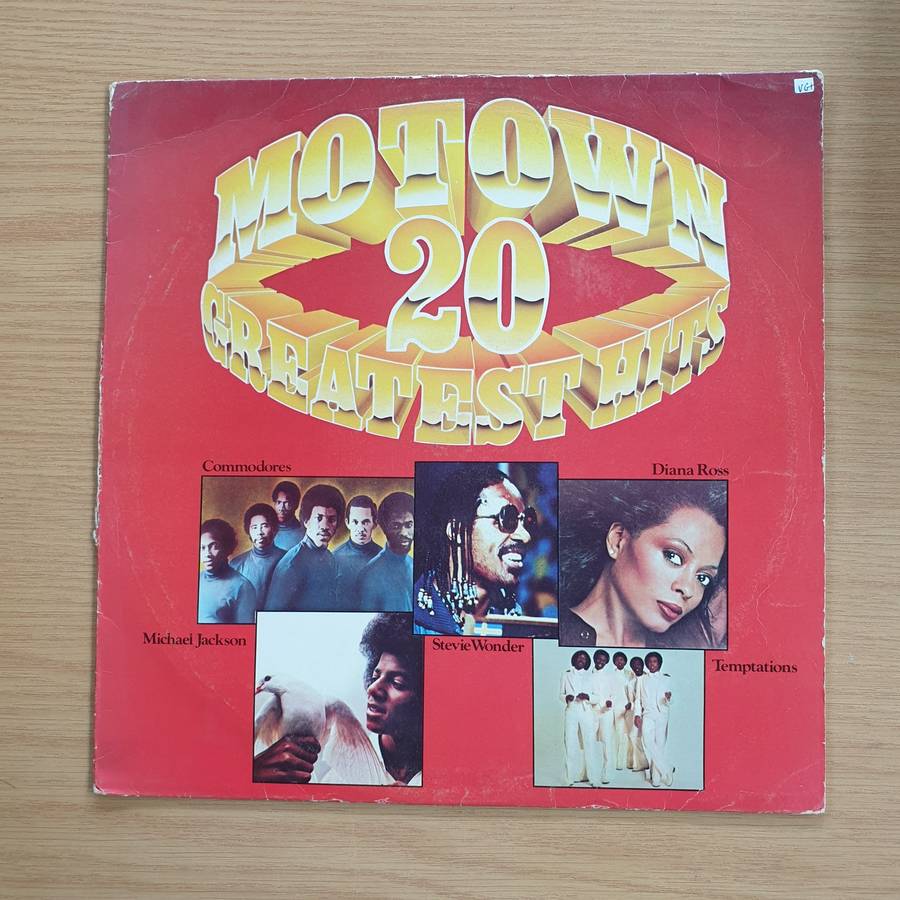 VG+
MOTOWN
20
GREATEST HITS
Commodores
Diana Ross
Michael Jackson
Stevie Wonder
Temptations